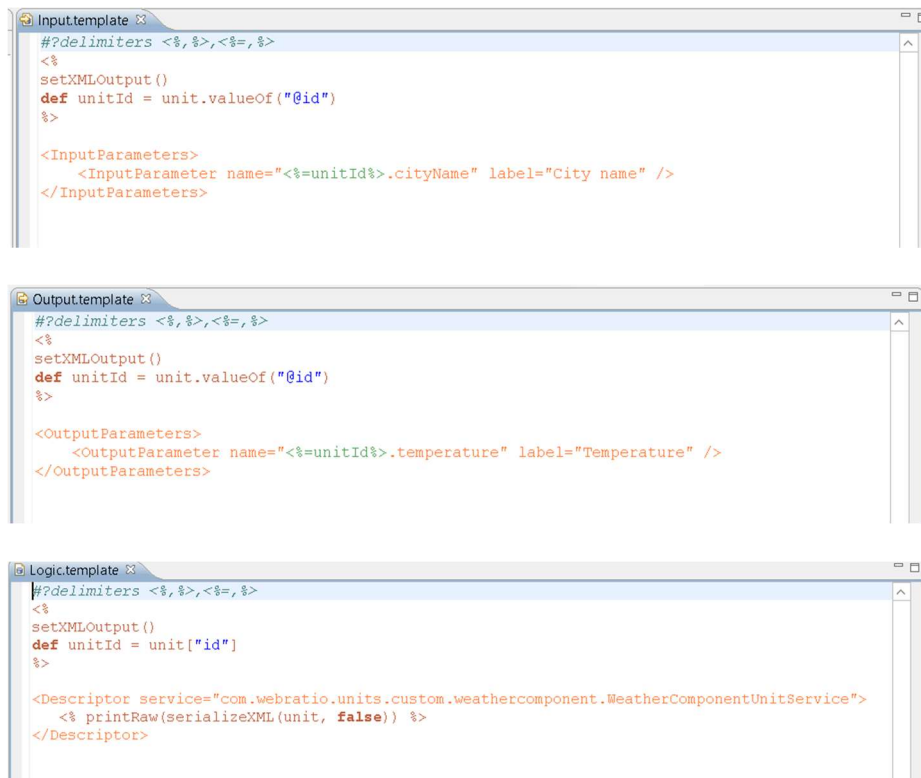 Input.template
#?delimiters <%,%>,<%=,%>
<%
setXMLOutput()
def unitId = unit.valueOf("@id")
%>
<InputParameters>
<InputParameter name="<%=unitId%>.cityName" label="City name" />
</InputParameters>
Output.template
#?delimiters <%,%>,<%=,%>
<%
setXMLOutput()
def unitId = unit.valueOf("@id")
%>
<OutputParameters>
<OutputParameter name="<%=unitId%>.temperature" label="Temperature" />
</OutputParameters>
Logic.template
#?delimiters <%,%>,<%=,%>
<%
setXMLOutput()
def unitId = unit["id"]
%>
<Descriptor service="com.webratio.units.custom.weathercomponent.WeatherComponentUnitService">
<% printRaw(serializeXML(unit, false)) %>
</Descriptor>